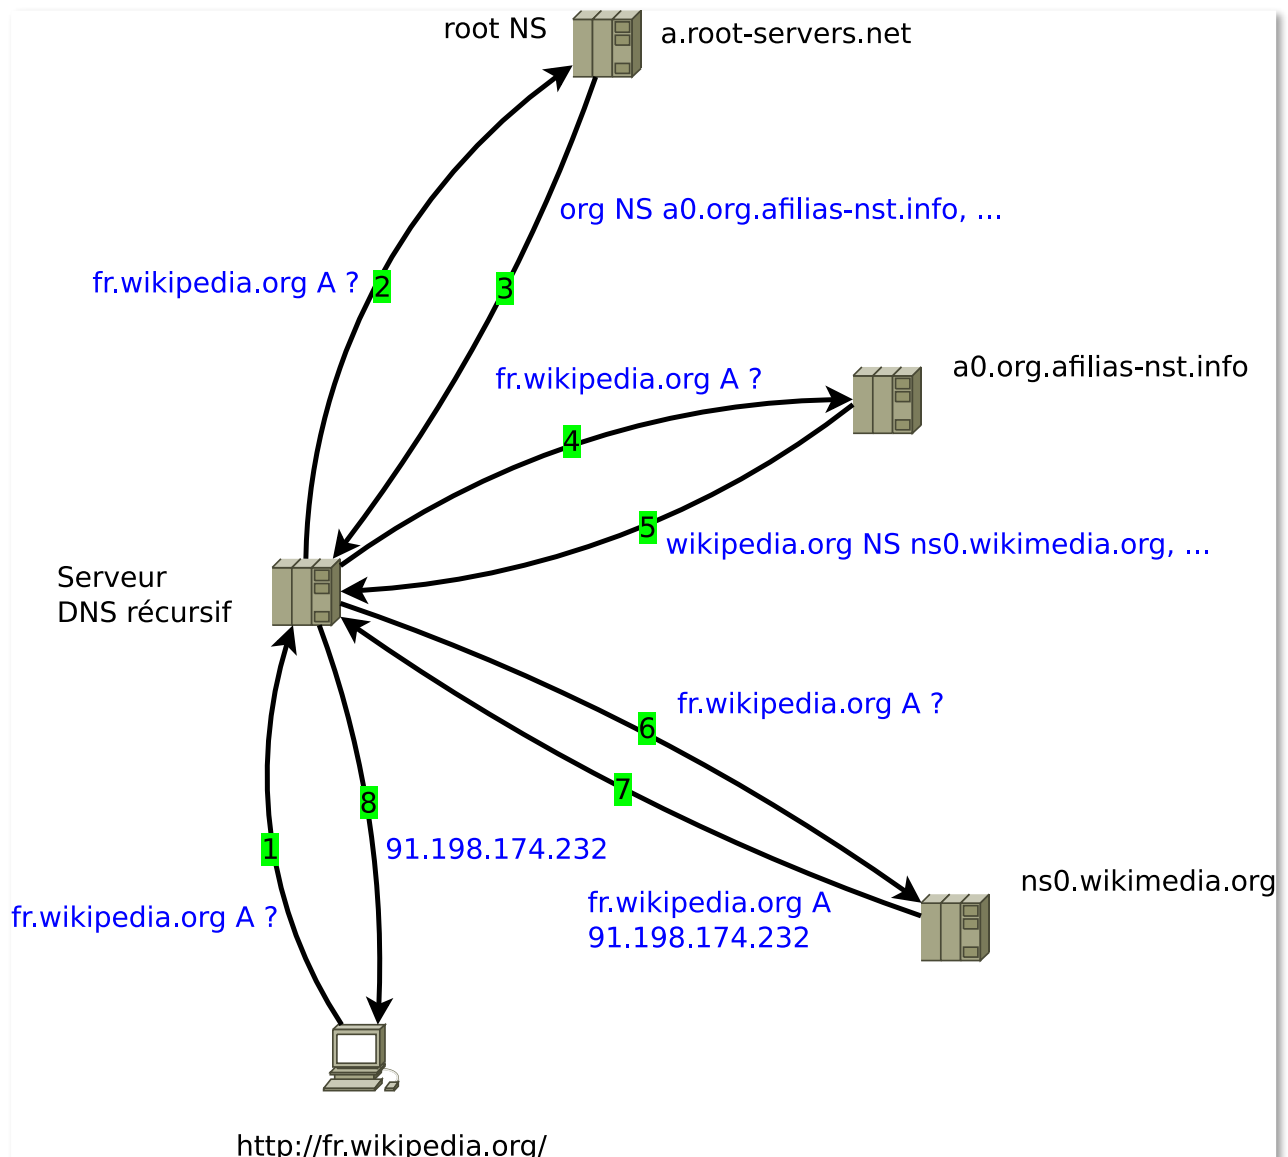 root NS
a.root-servers.net
org NS a0.org.afilias-nst.info, ...
fr.wikipedia.org A ?
2
3
a0.org.afilias-nst.info
fr.wikipedia.org A ?
4
5
wikipedia.org NS ns0.wikimedia.org, ...
Serveur
DNS récursif
fr.wikipedia.org A ?
6
7
8
1
91.198.174.232
ns0.wikimedia.org
fr.wikipedia.org A
91.198.174.232
fr.wikipedia.org A ?
http://fr.wikipedia.org/